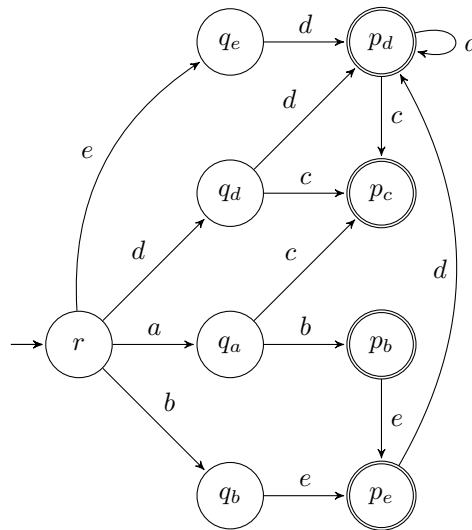 q_e d p_d
d c
e
q_d c p_c
d c d
r a q_a b p_b
b e
q_b e p_e